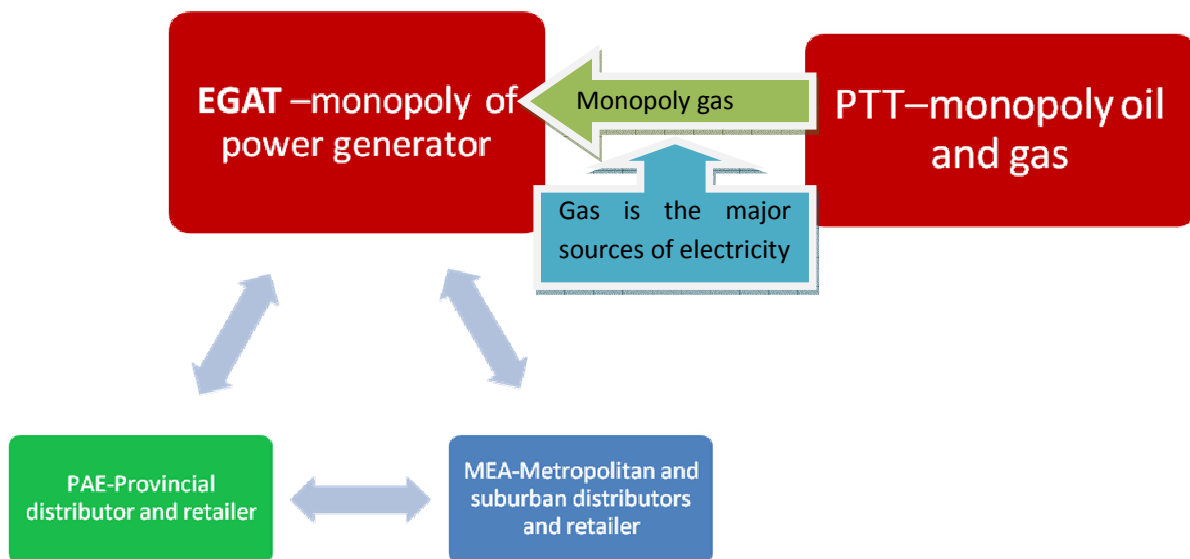 EGAT –monopoly of
power generator
Monopoly gas
PTT–monopoly oil
and gas
Gas is the major
sources of electricity
PAE-Provincial
distributor and retailer
MEA-Metropolitan and
suburban distributors
and retailer